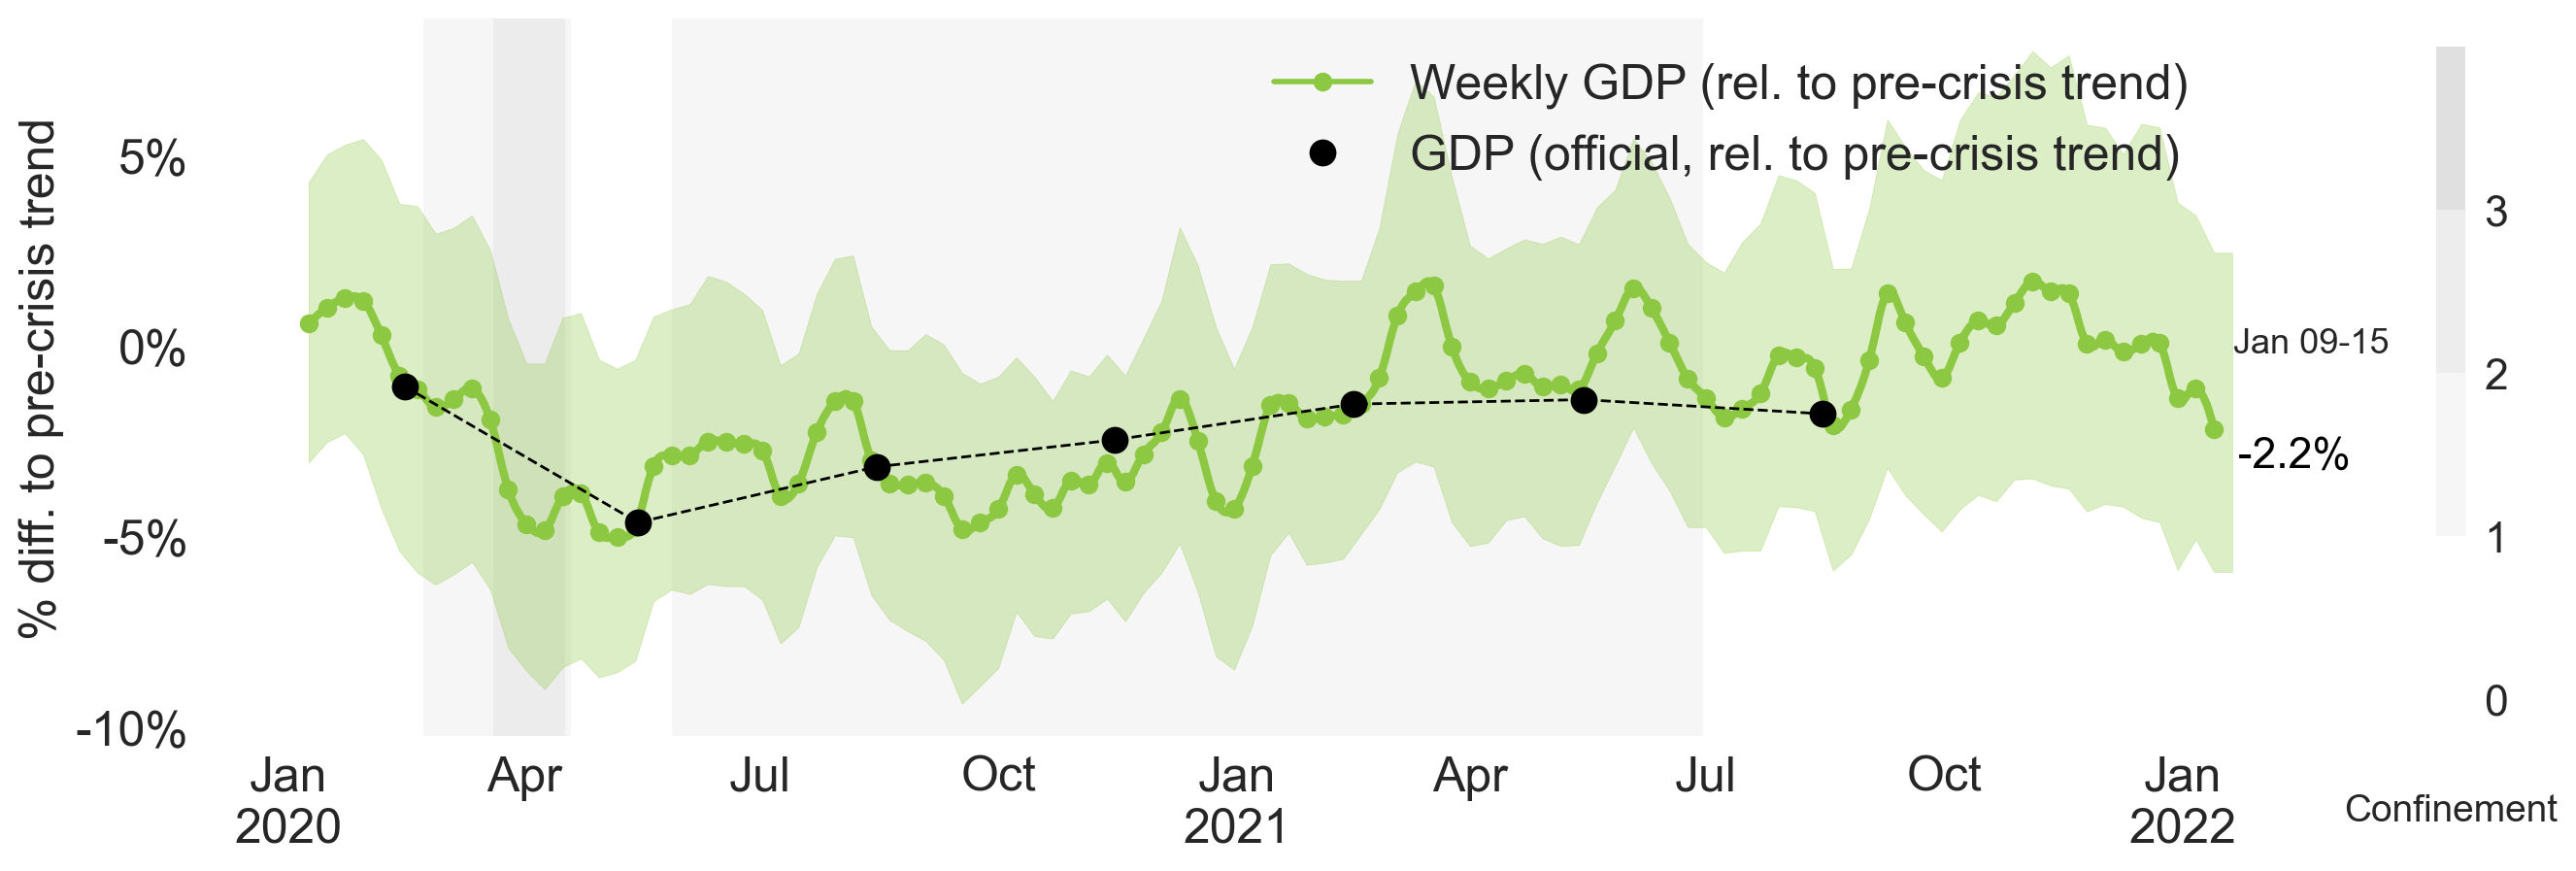 Weekly GDP (rel. to pre-crisis trend)
GDP (official, rel. to pre-crisis trend)
% diff. to pre-crisis trend
5%
0%
-5%
-10%
Jan 09-15
-2.2%
3
2
1
0
Jan Apr Jul Oct Jan Apr Jul Oct Jan
2020 2021 2022
Confinement